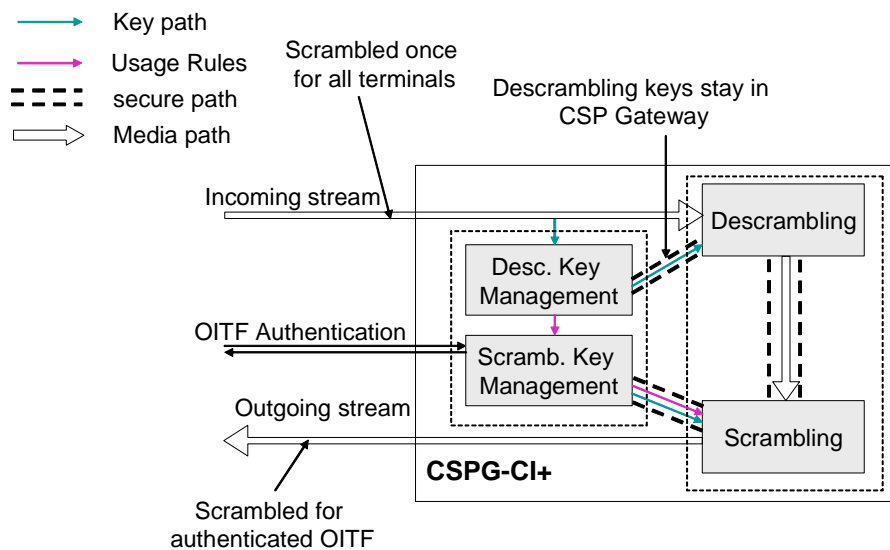 Key path
Usage Rules
secure path
Media path
Scrambled once
for all terminals
Descrambling keys stay in
CSP Gateway
Incoming stream
Descrambling
Desc. Key
Management
OITF Authentication
Scramb. Key
Management
Outgoing stream
Scrambling
CSPG-CI+
Scrambled for
authenticated OITF